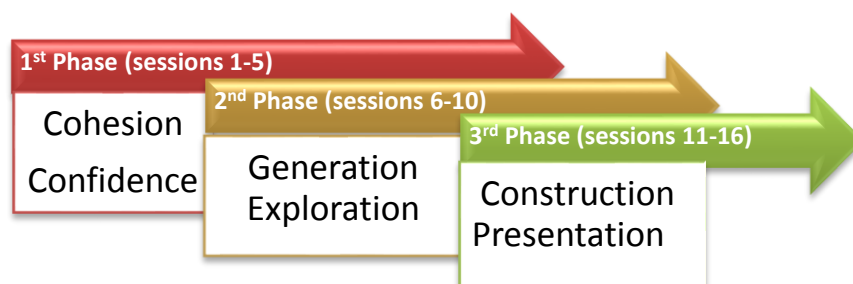 1st Phase (sessions 1-5)
Cohesion
Confidence
2nd Phase (sessions 6-10)
Generation
Exploration
3rd Phase (sessions 11-16)
Construction
Presentation